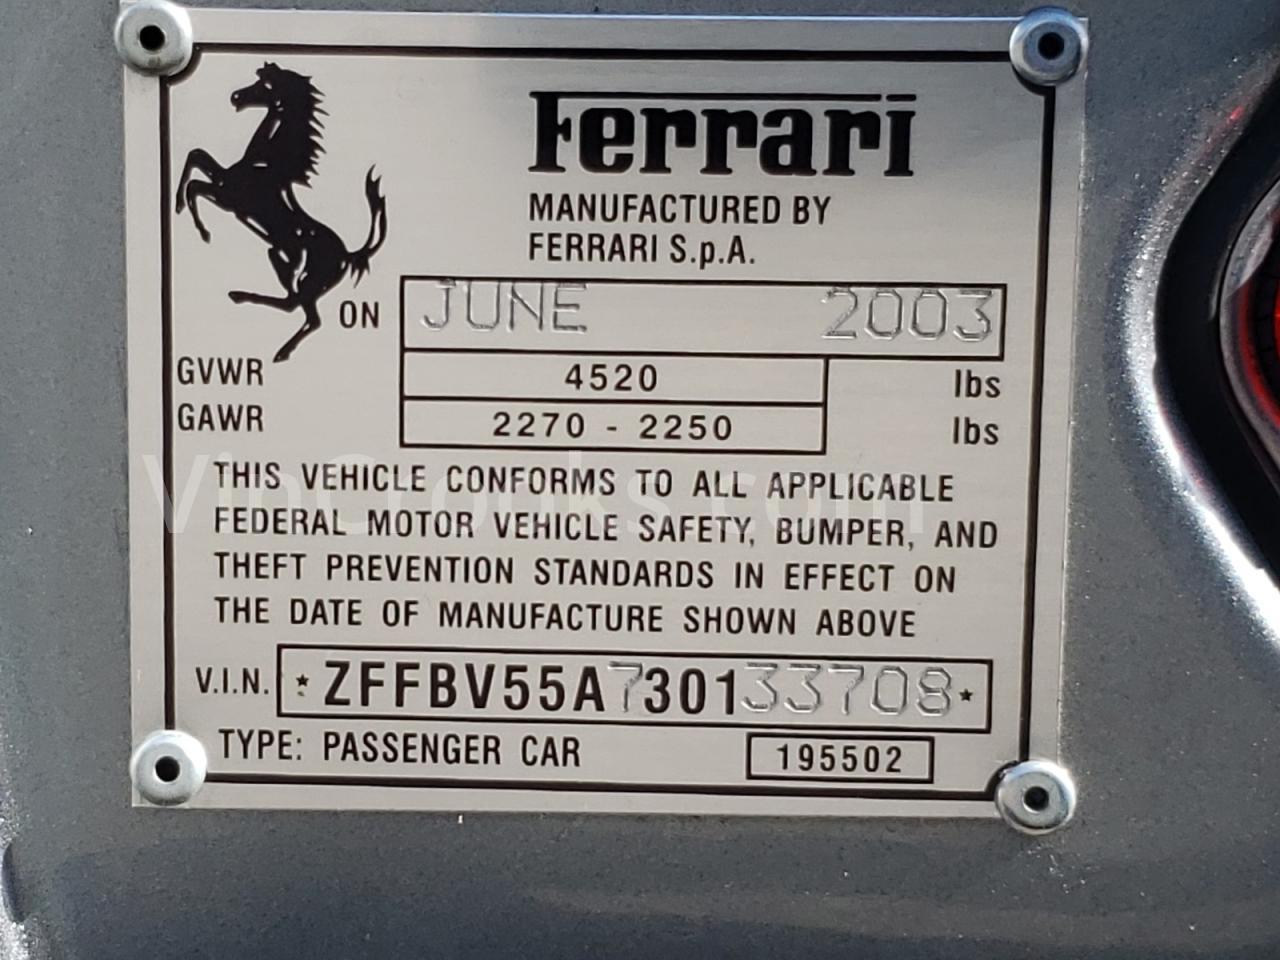 Ferrari
MANUFACTURED BY
FERRARI S.p.A.
ON JUNE 2003
GVWR 4520 lbs
GAWR 2270 - 2250 lbs
THIS VEHICLE CONFORMS TO ALL APPLICABLE
FEDERAL MOTOR VEHICLE SAFETY, BUMPER, AND
THEFT PREVENTION STANDARDS IN EFFECT ON
THE DATE OF MANUFACTURE SHOWN ABOVE
V.I.N. ★ZFFBV55A730133708★
TYPE: PASSENGER CAR 195502